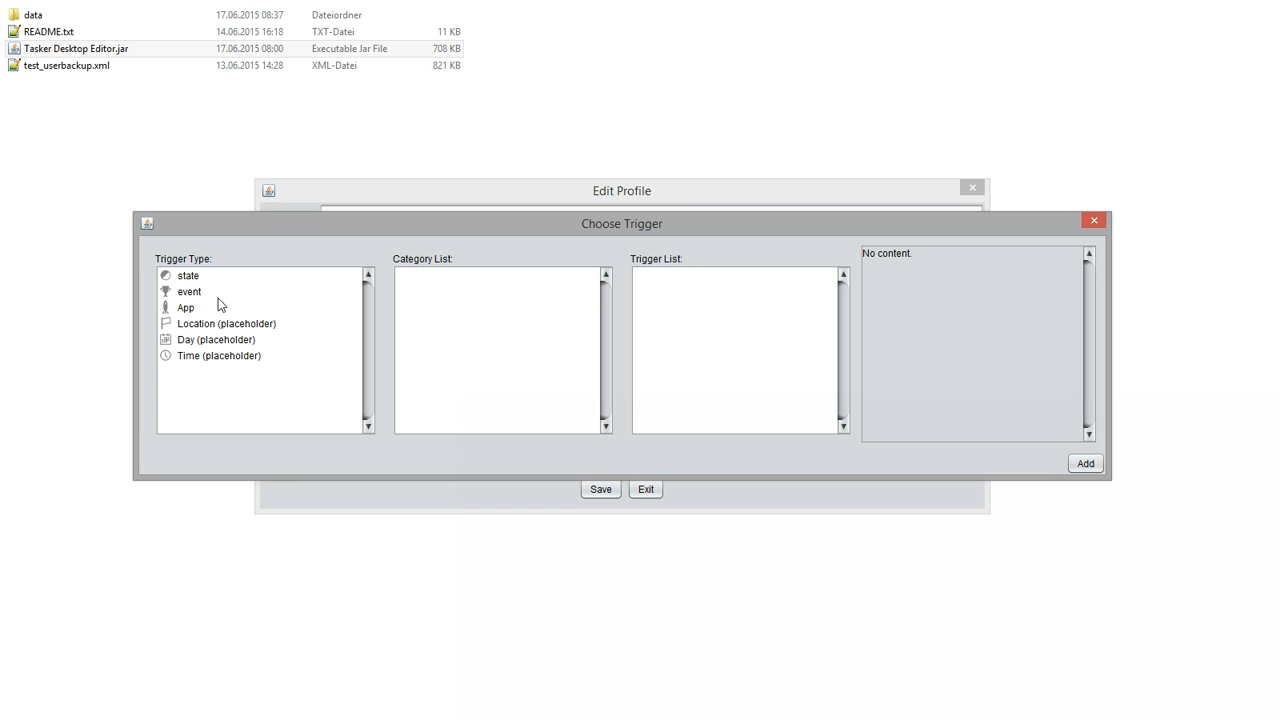 data 17.06.2015 08:37 Dateiordner
README.txt 14.06.2015 16:18 TXT-Datei 11 KB
Tasker Desktop Editor.jar 17.06.2015 08:00 Executable Jar File 708 KB
test_userbackup.xml 13.06.2015 14:28 XML-Datei 821 KB
Edit Profile
Choose Trigger
Trigger Type: Category List: Trigger List: No content.
state
event
App
Location (placeholder)
Day (placeholder)
Time (placeholder)
Add
Save Exit